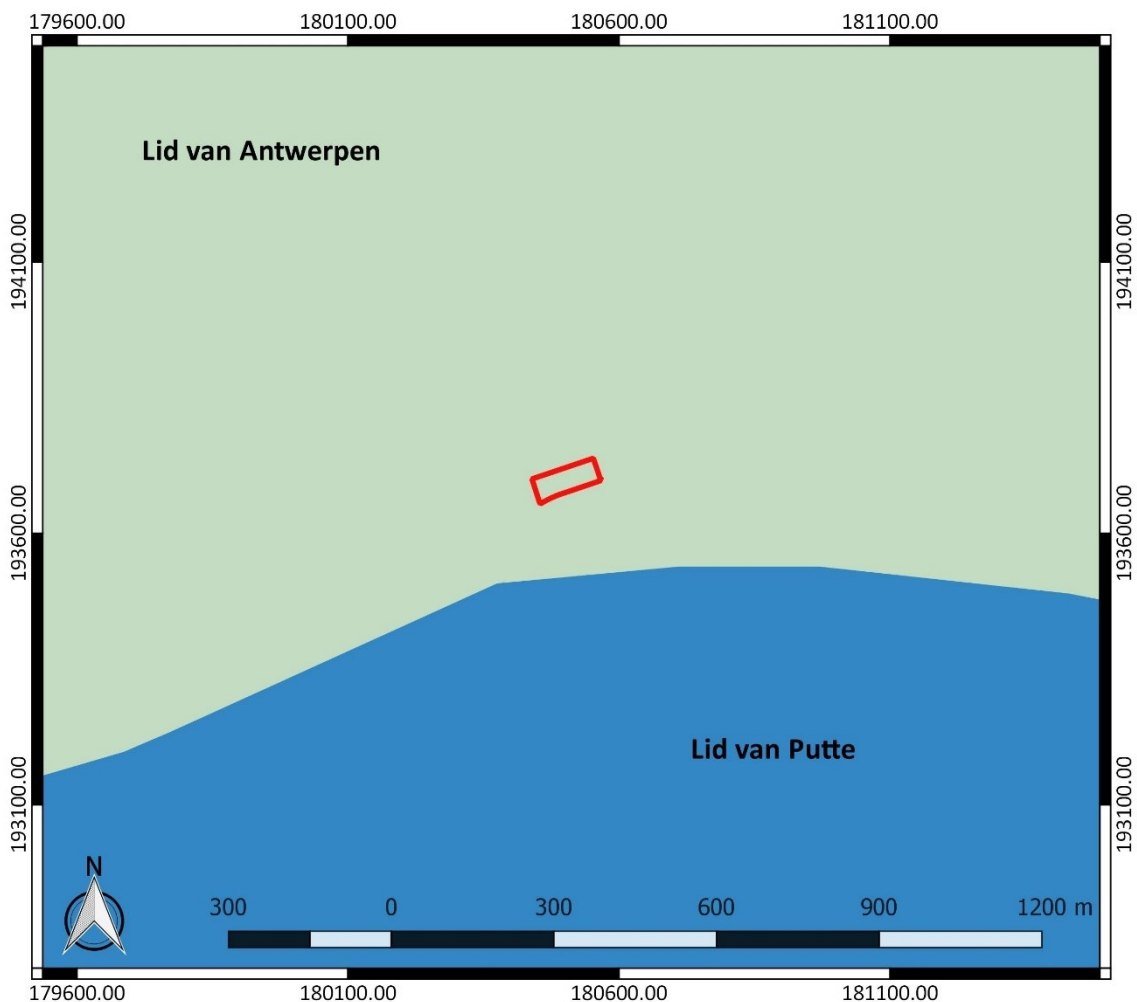 179600.00 180100.00 180600.00 181100.00
Lid van Antwerpen
194100.00 194100.00
193600.00 193600.00
Lid van Putte
193100.00 193100.00
N
300 0 300 600 900 1200 m
179600.00 180100.00 180600.00 181100.00